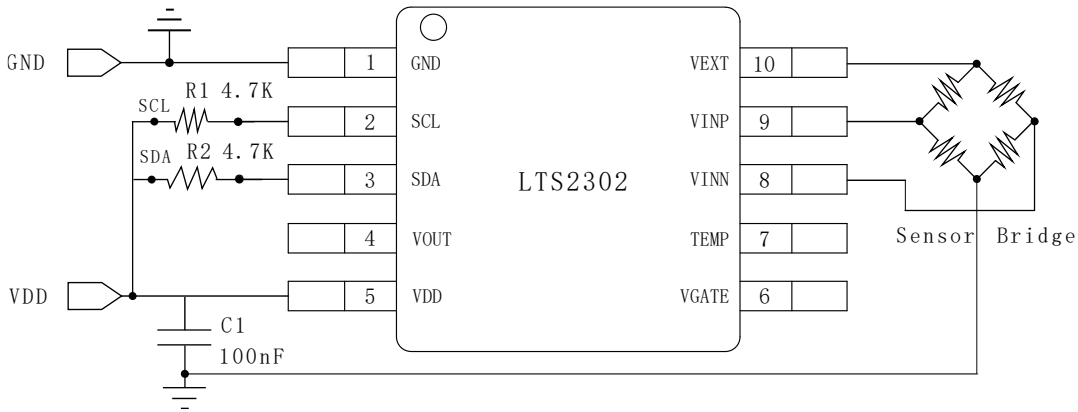 GND
1
GND
VEXT
10
R1 4.7K
SCL
2
SCL
VINP
9
R2 4.7K
SDA
3
SDA
LTS2302
VINN
8
4
VOUT
TEMP
7
Sensor Bridge
VDD
5
VDD
VGATE
6
C1
100nF